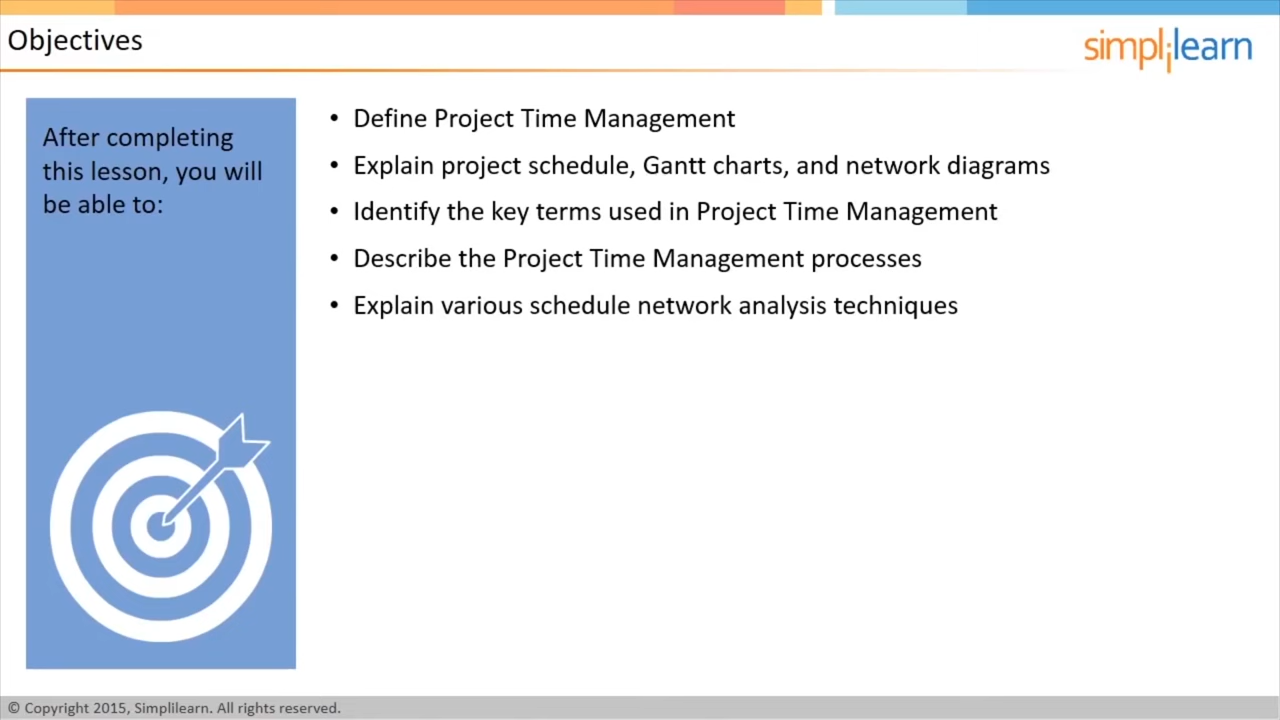 Objectives
simplilearn
After completing
this lesson, you will
be able to:
• Define Project Time Management
• Explain project schedule, Gantt charts, and network diagrams
• Identify the key terms used in Project Time Management
• Describe the Project Time Management processes
• Explain various schedule network analysis techniques
© Copyright 2015, Simplilearn. All rights reserved.